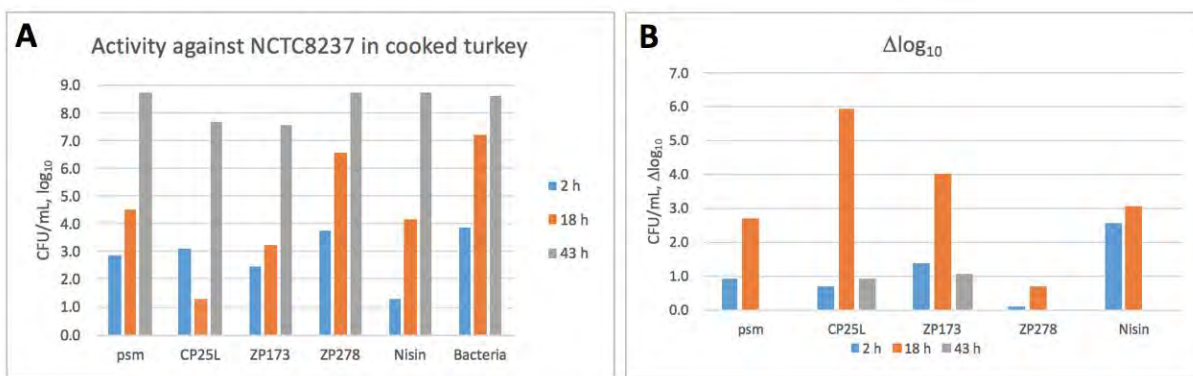 A
Activity against NCTC8237 in cooked turkey
CFU/mL, log₁₀
9.0
8.0
7.0
6.0
5.0
4.0
3.0
2.0
1.0
0.0
psm CP25L ZP173 ZP278 Nisin Bacteria
2 h
18 h
43 h
B
Δlog₁₀
CFU/mL, Δlog₁₀
7.0
6.0
5.0
4.0
3.0
2.0
1.0
0.0
psm CP25L ZP173 ZP278 Nisin
2 h 18 h 43 h